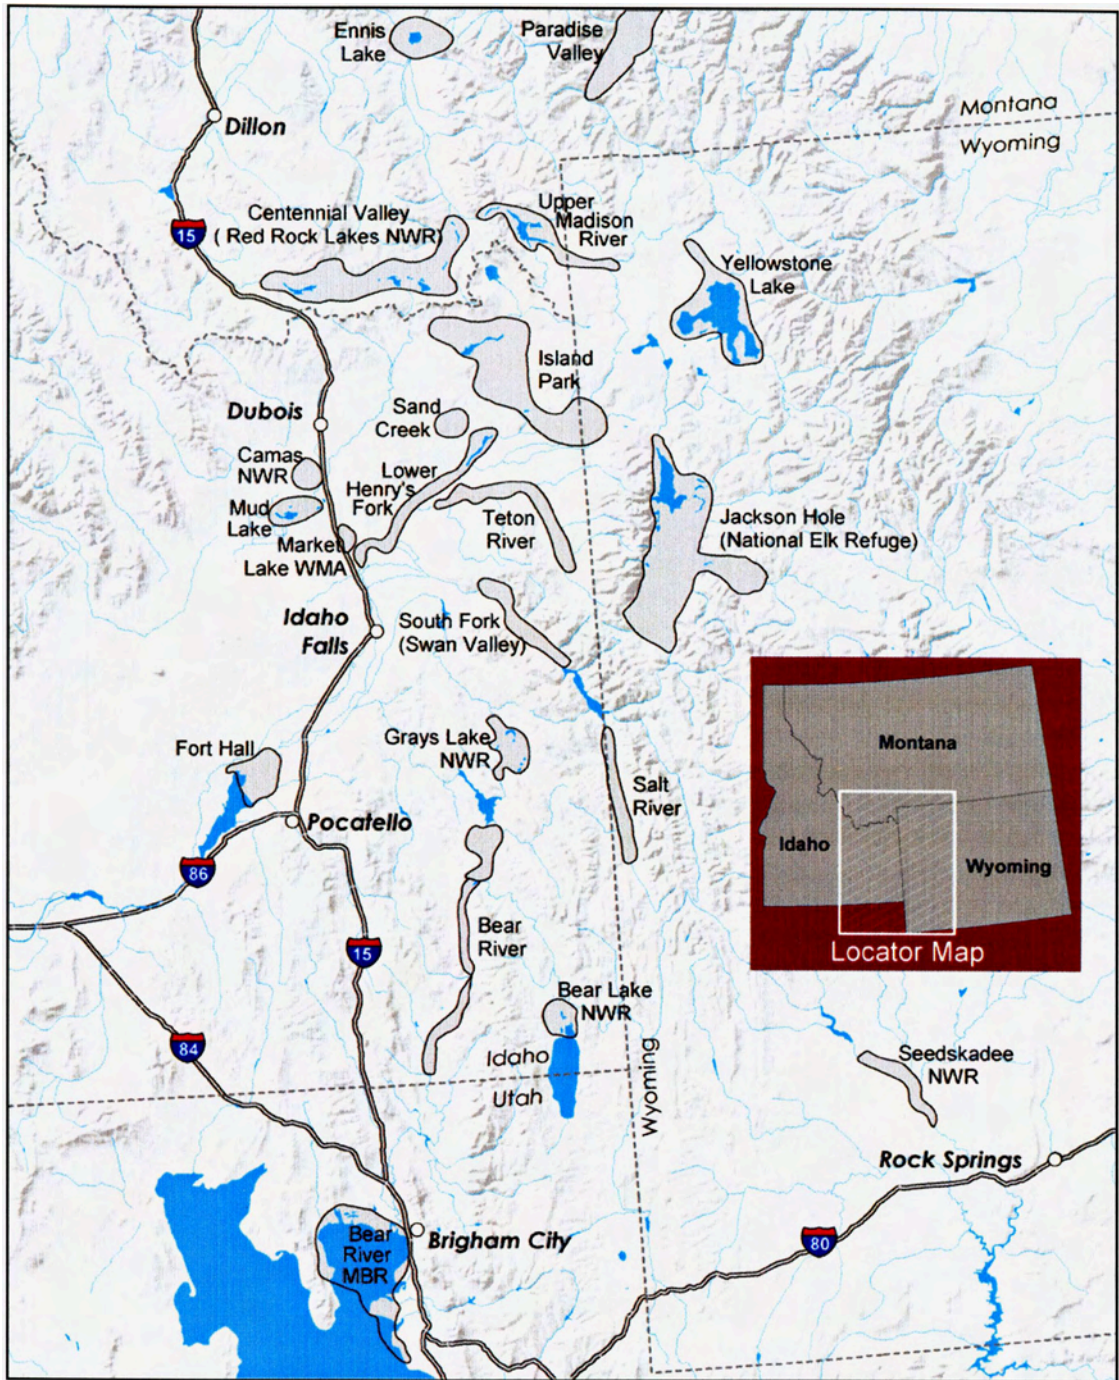 Ennis
Lake
Paradise
Valley
Dillon
Montana
Wyoming
15
Centennial Valley
( Red Rock Lakes NWR)
Upper
Madison
River
Yellowstone
Lake
Island
Park
Dubois
Sand
Creek
Camas
NWR
Lower
Henry's
Fork
Mud
Lake
Market
Lake WMA
Teton
River
Jackson Hole
(National Elk Refuge)
Idaho
Falls
South Fork
(Swan Valley)
Fort Hall
Grays Lake
NWR
Salt
River
Montana
Idaho
Wyoming
Locator Map
Pocatello
86
Bear
River
15
Bear Lake
NWR
84
Idaho
Utah
Wyoming
Seedskadee
NWR
Rock Springs
Bear
River
MBR
Brigham City
80